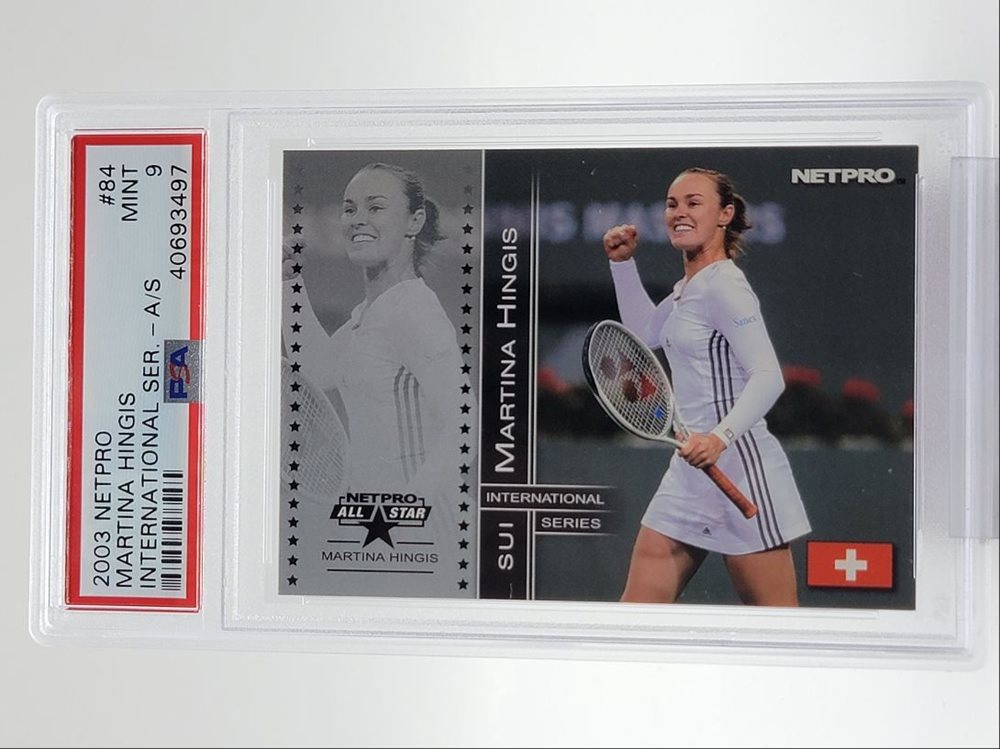 2003 NETPRO
MARTINA HINGIS
INTERNATIONAL SER. – A/S
#84
MINT
9
40693497
PSA
NETPRO
ALL STAR
MARTINA HINGIS
MARTINA HINGIS
SUI
INTERNATIONAL
SERIES
NETPRO™